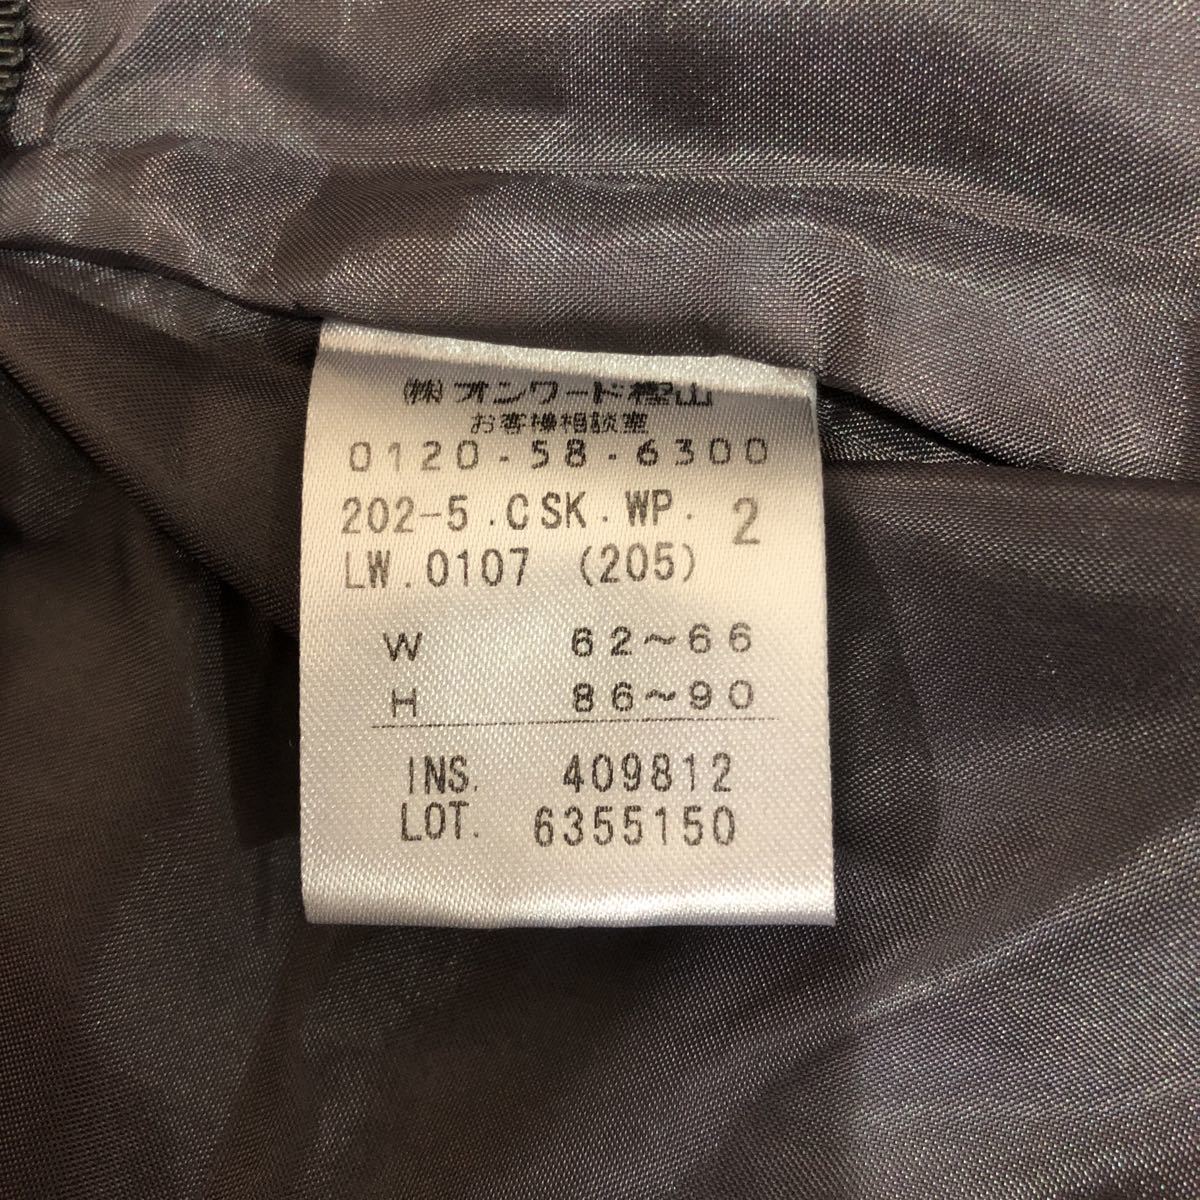 ㈱オンワード樫山
お客様相談室
0120-58-6300
202-5.CSK.WP. 2
LW.0107 (205)
W 62~66
H 86~90
INS. 409812
LOT. 6355150